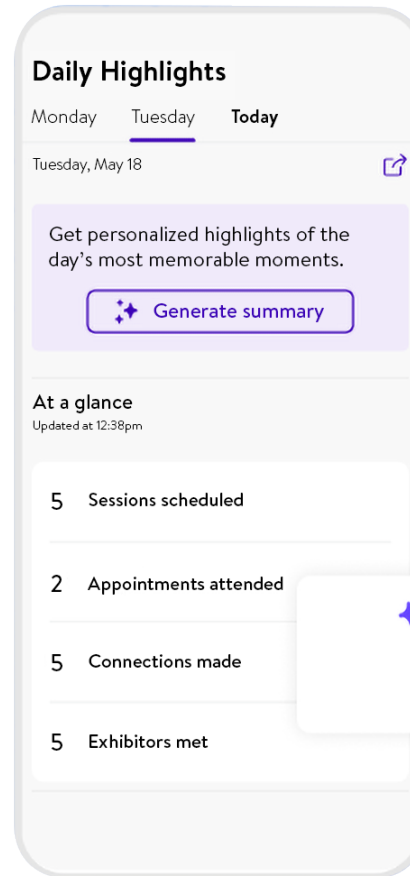 Daily Highlights
Monday Tuesday Today
Tuesday, May 18
Get personalized highlights of the
day's most memorable moments.
Generate summary
At a glance
Updated at 12:38pm
5 Sessions scheduled
2 Appointments attended
5 Connections made
5 Exhibitors met